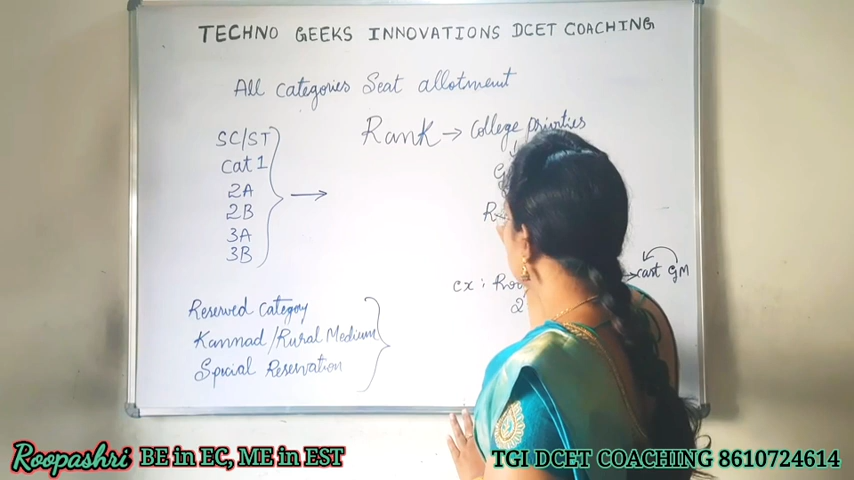 TECHNO GEEKS INNOVATIONS DCET COACHING
All categories Seat allotment
SC/ST
Cat 1
2A
2B
3A
3B
Rank → college priorities
G
R
ex :
2
cast GM
Reserved Category
Kannad /Rural Medium
Special Reservation
Roopashri BE in EC, ME in EST
TGI DCET COACHING 8610724614